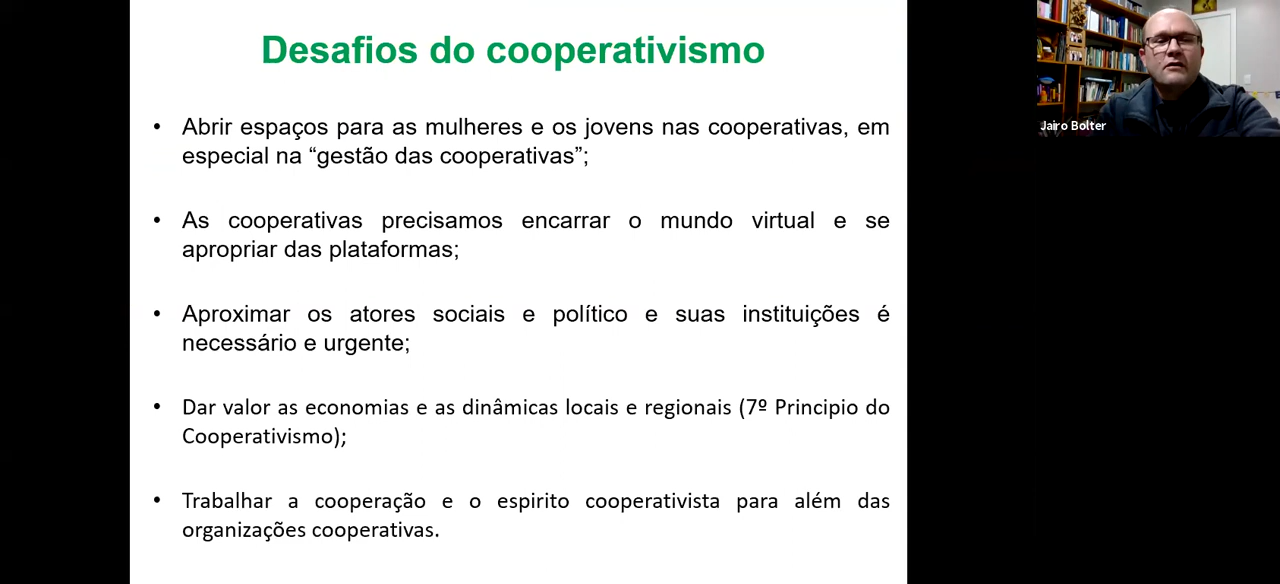 Desafios do cooperativismo
• Abrir espaços para as mulheres e os jovens nas cooperativas, em
especial na “gestão das cooperativas”;
• As cooperativas precisamos encarrar o mundo virtual e se
apropriar das plataformas;
• Aproximar os atores sociais e político e suas instituições é
necessário e urgente;
• Dar valor as economias e as dinâmicas locais e regionais (7º Principio do
Cooperativismo);
• Trabalhar a cooperação e o espirito cooperativista para além das
organizações cooperativas.
Jairo Bolter